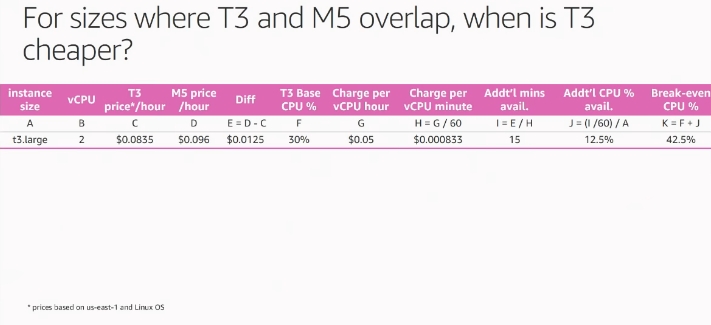 For sizes where T3 and M5 overlap, when is T3
cheaper?
instance size vCPU T3 price*/hour M5 price /hour Diff T3 Base CPU % Charge per vCPU hour Charge per vCPU minute Addt'l mins avail. Addt'l CPU % avail. Break-even CPU %
A B C D E = D - C F G H = G / 60 I = E / H J = (I /60) / A K = F + J
t3.large 2 $0.0835 $0.096 $0.0125 30% $0.05 $0.000833 15 12.5% 42.5%
* prices based on us-east-1 and Linux OS